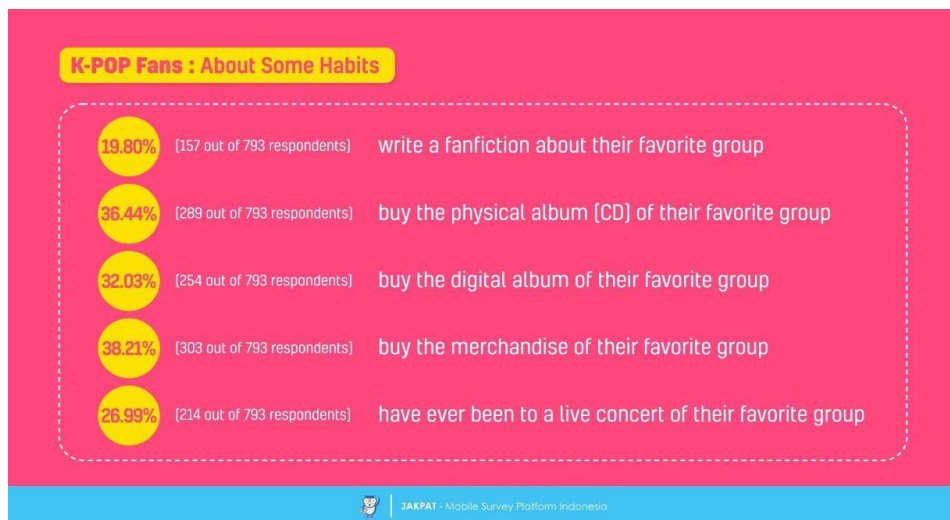 K-POP Fans : About Some Habits
19.80% (157 out of 793 respondents) write a fanfiction about their favorite group
36.44% (289 out of 793 respondents) buy the physical album (CD) of their favorite group
32.03% (254 out of 793 respondents) buy the digital album of their favorite group
38.21% (303 out of 793 respondents) buy the merchandise of their favorite group
26.99% (214 out of 793 respondents) have ever been to a live concert of their favorite group
JAKPAT - Mobile Survey Platform Indonesia